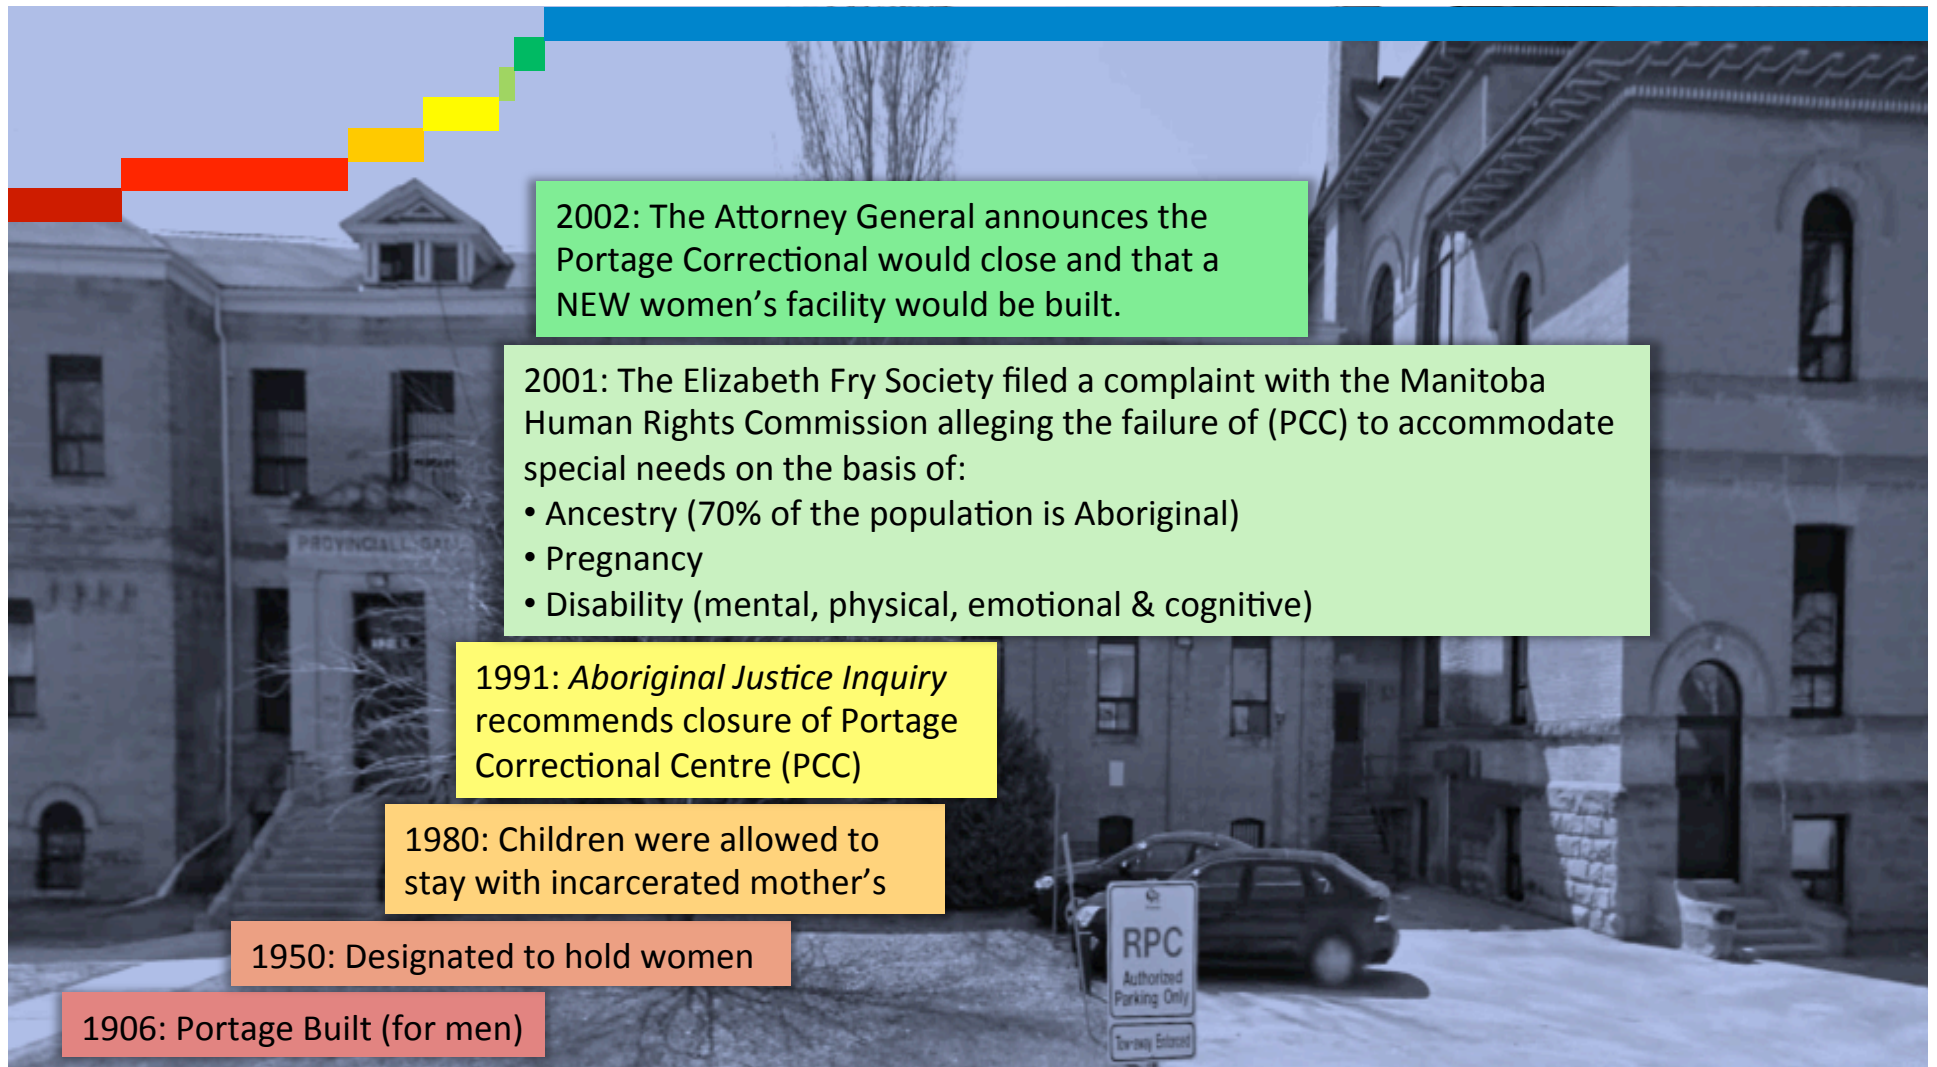 2002: The Attorney General announces the
Portage Correctional would close and that a
NEW women’s facility would be built.
2001: The Elizabeth Fry Society filed a complaint with the Manitoba
Human Rights Commission alleging the failure of (PCC) to accommodate
special needs on the basis of:
• Ancestry (70% of the population is Aboriginal)
• Pregnancy
• Disability (mental, physical, emotional & cognitive)
PROVINCIAL GAOL
1991: Aboriginal Justice Inquiry
recommends closure of Portage
Correctional Centre (PCC)
1980: Children were allowed to
stay with incarcerated mother’s
1950: Designated to hold women
1906: Portage Built (for men)
RPC
Authorized
Parking Only
Tow-away Enforced